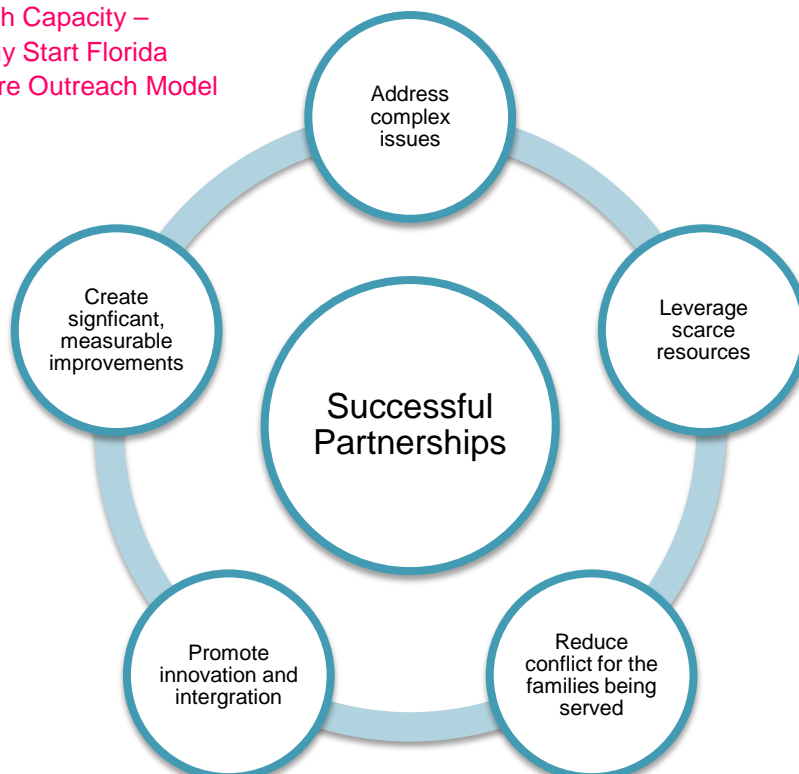 h Capacity –
y Start Florida
re Outreach Model
Address
complex
issues
Leverage
scarce
resources
Reduce
conflict for the
families being
served
Promote
innovation and
intergration
Create
signficant,
measurable
improvements
Successful
Partnerships